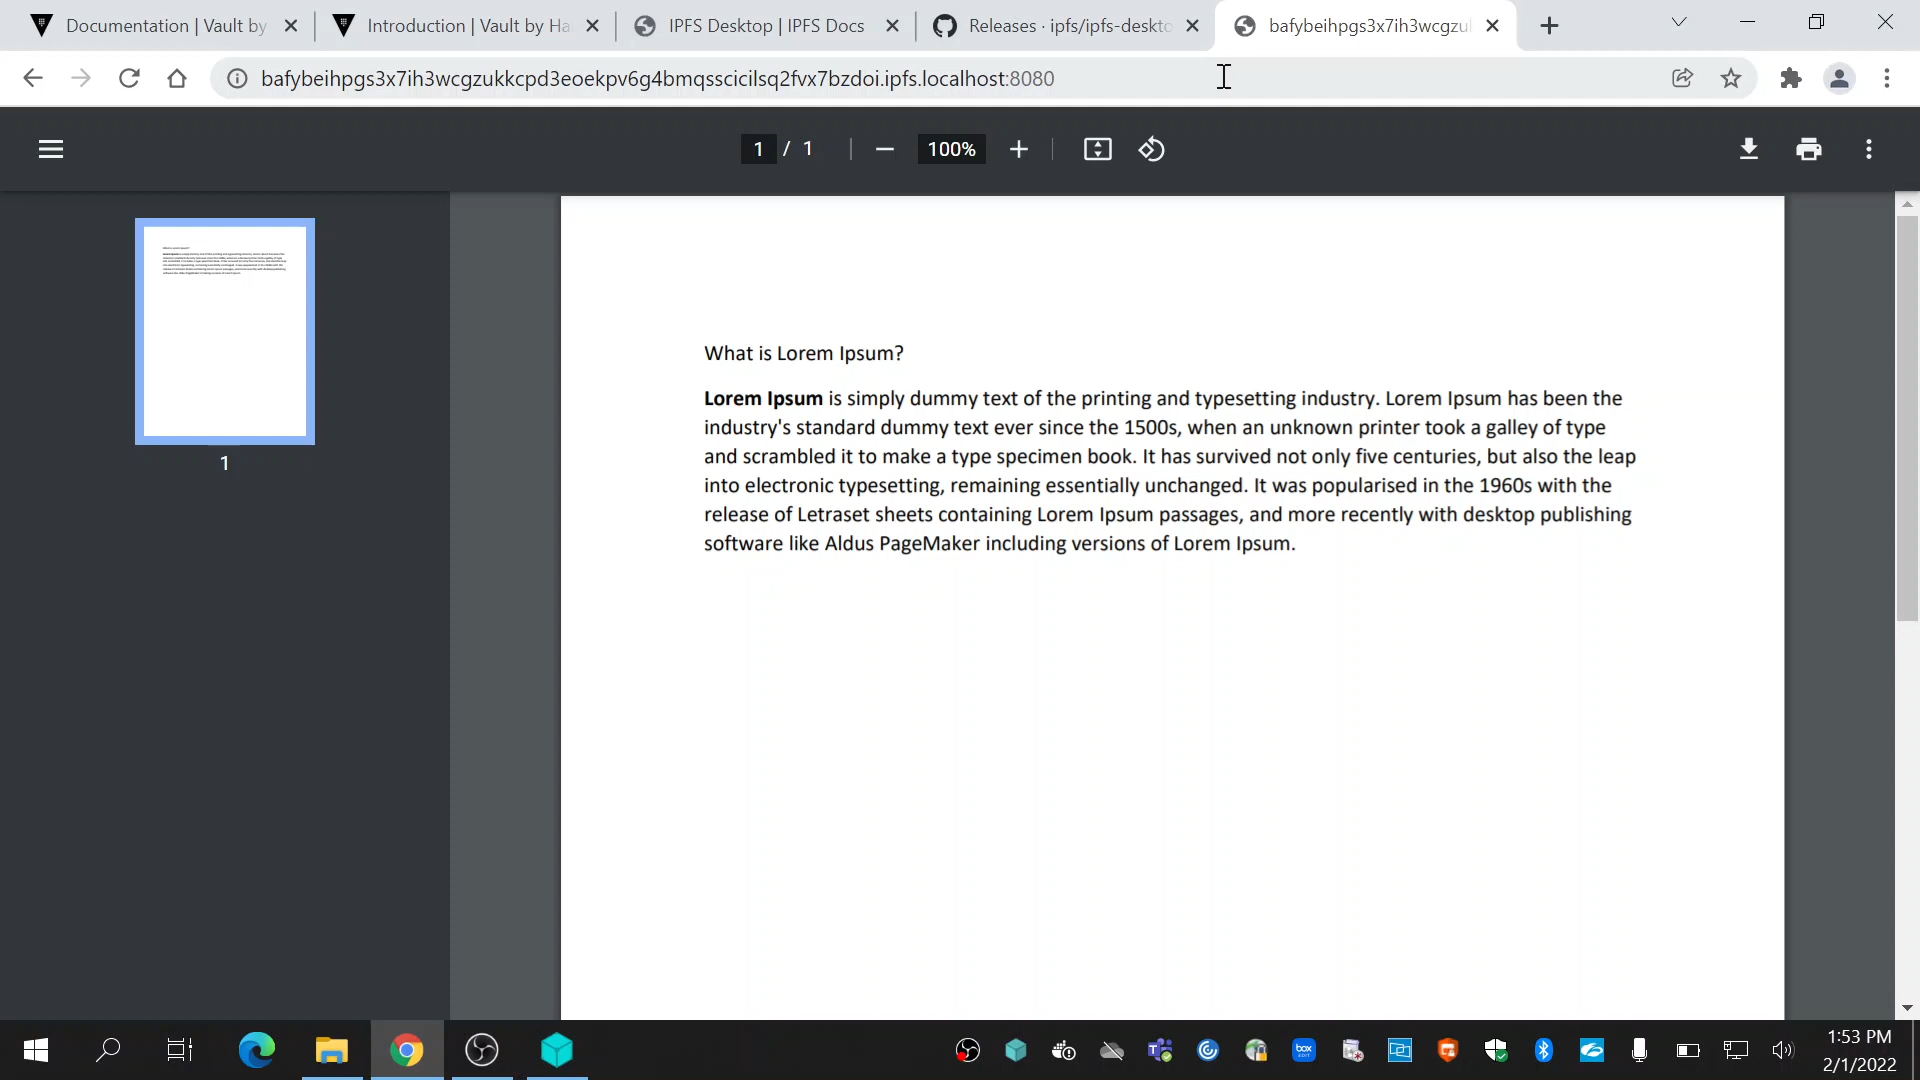 Documentation | Vault by
Introduction | Vault by Ha
IPFS Desktop | IPFS Docs
Releases · ipfs/ipfs-deskto
bafybeihpgs3x7ih3wcgzul
bafybeihpgs3x7ih3wcgzukkcpd3eoekpv6g4bmqsscicilsq2fvx7bzdoi.ipfs.localhost:8080
1 / 1
100%
1
What is Lorem Ipsum?
Lorem Ipsum is simply dummy text of the printing and typesetting industry. Lorem Ipsum has been the
industry's standard dummy text ever since the 1500s, when an unknown printer took a galley of type
and scrambled it to make a type specimen book. It has survived not only five centuries, but also the leap
into electronic typesetting, remaining essentially unchanged. It was popularised in the 1960s with the
release of Letraset sheets containing Lorem Ipsum passages, and more recently with desktop publishing
software like Aldus PageMaker including versions of Lorem Ipsum.
box
1:53 PM
2/1/2022